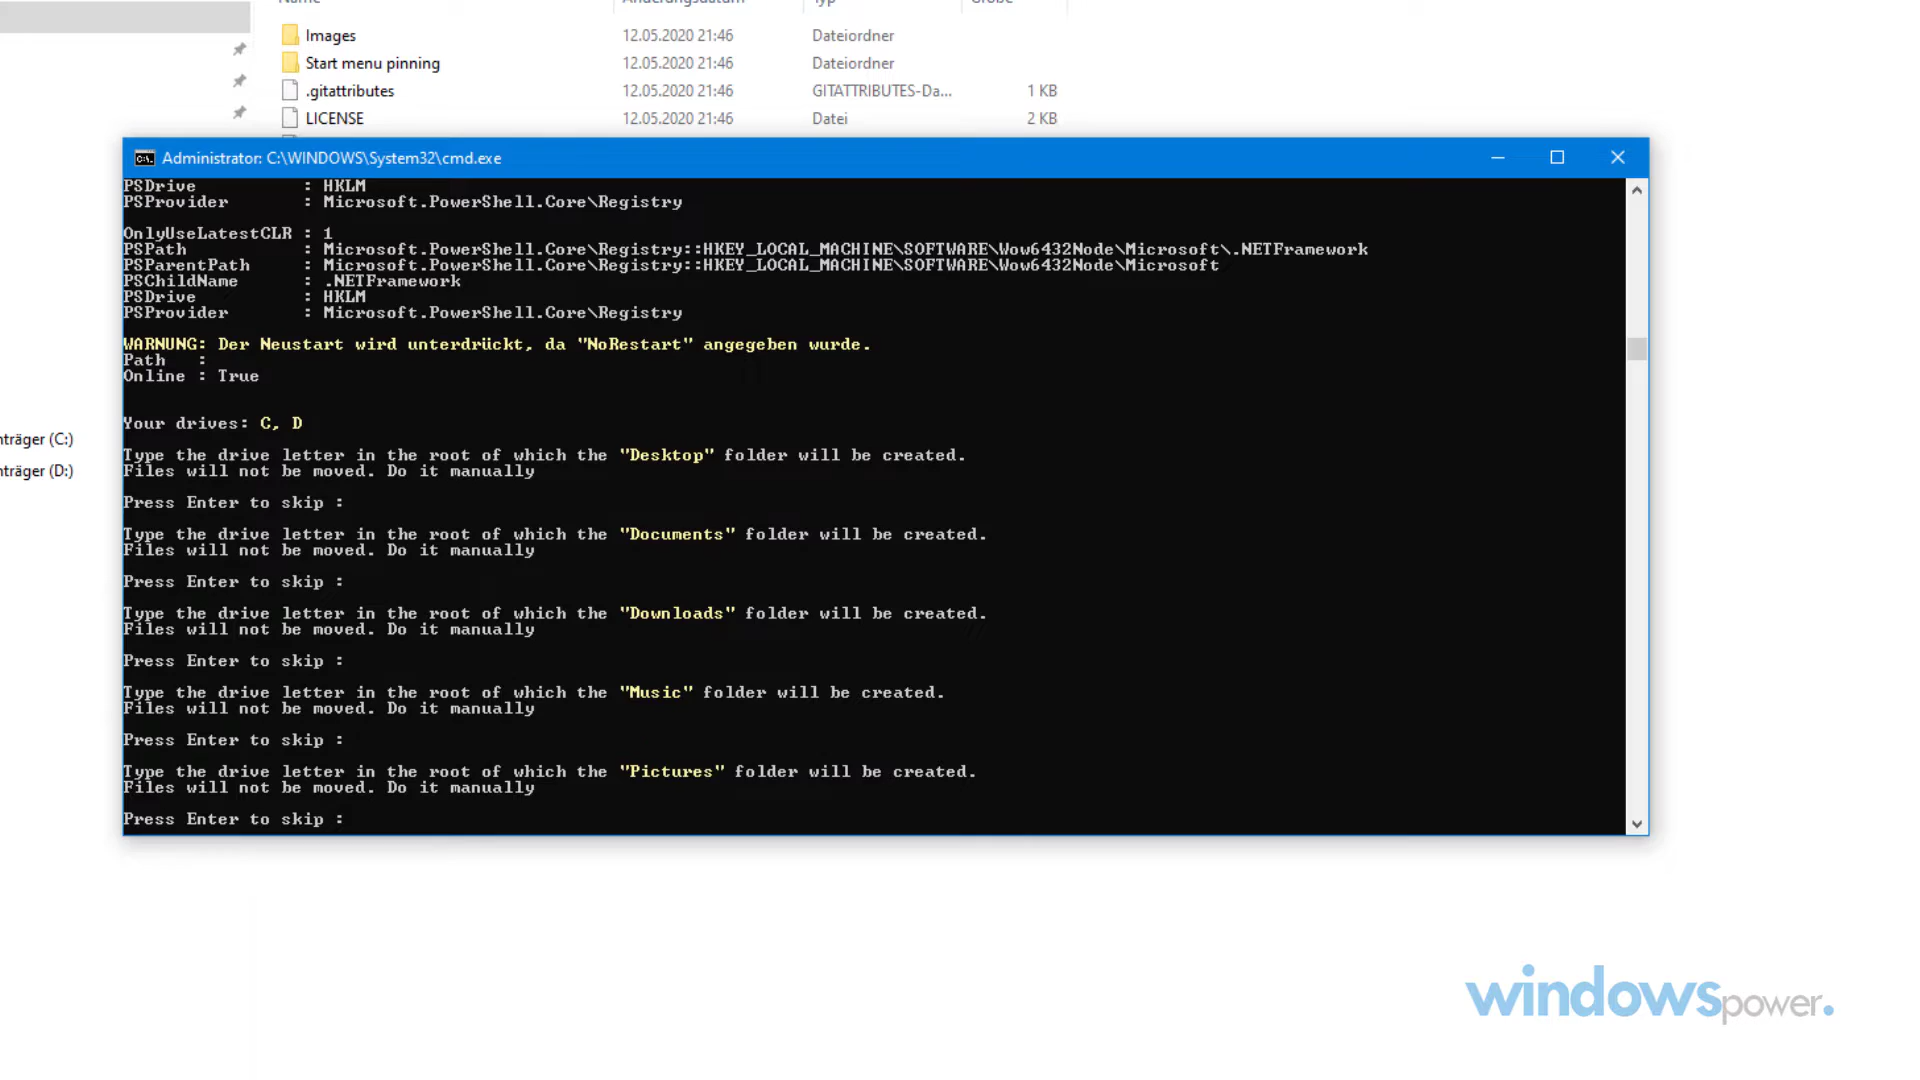 Name Änderungsdatum Typ Größe
Images 12.05.2020 21:46 Dateiordner
Start menu pinning 12.05.2020 21:46 Dateiordner
.gitattributes 12.05.2020 21:46 GITATTRIBUTES-Da... 1 KB
LICENSE 12.05.2020 21:46 Datei 2 KB
Administrator: C:\WINDOWS\System32\cmd.exe
PSDrive : HKLM
PSProvider : Microsoft.PowerShell.Core\Registry
OnlyUseLatestCLR : 1
PSPath : Microsoft.PowerShell.Core\Registry::HKEY_LOCAL_MACHINE\SOFTWARE\Wow6432Node\Microsoft\.NETFramework
PSParentPath : Microsoft.PowerShell.Core\Registry::HKEY_LOCAL_MACHINE\SOFTWARE\Wow6432Node\Microsoft
PSChildName : .NETFramework
PSDrive : HKLM
PSProvider : Microsoft.PowerShell.Core\Registry
WARNUNG: Der Neustart wird unterdrückt, da "NoRestart" angegeben wurde.
Path :
Online : True
Your drives: C, D
Type the drive letter in the root of which the "Desktop" folder will be created.
Files will not be moved. Do it manually
Press Enter to skip :
Type the drive letter in the root of which the "Documents" folder will be created.
Files will not be moved. Do it manually
Press Enter to skip :
Type the drive letter in the root of which the "Downloads" folder will be created.
Files will not be moved. Do it manually
Press Enter to skip :
Type the drive letter in the root of which the "Music" folder will be created.
Files will not be moved. Do it manually
Press Enter to skip :
Type the drive letter in the root of which the "Pictures" folder will be created.
Files will not be moved. Do it manually
Press Enter to skip :
nträger (C:)
nträger (D:)
windowspower.